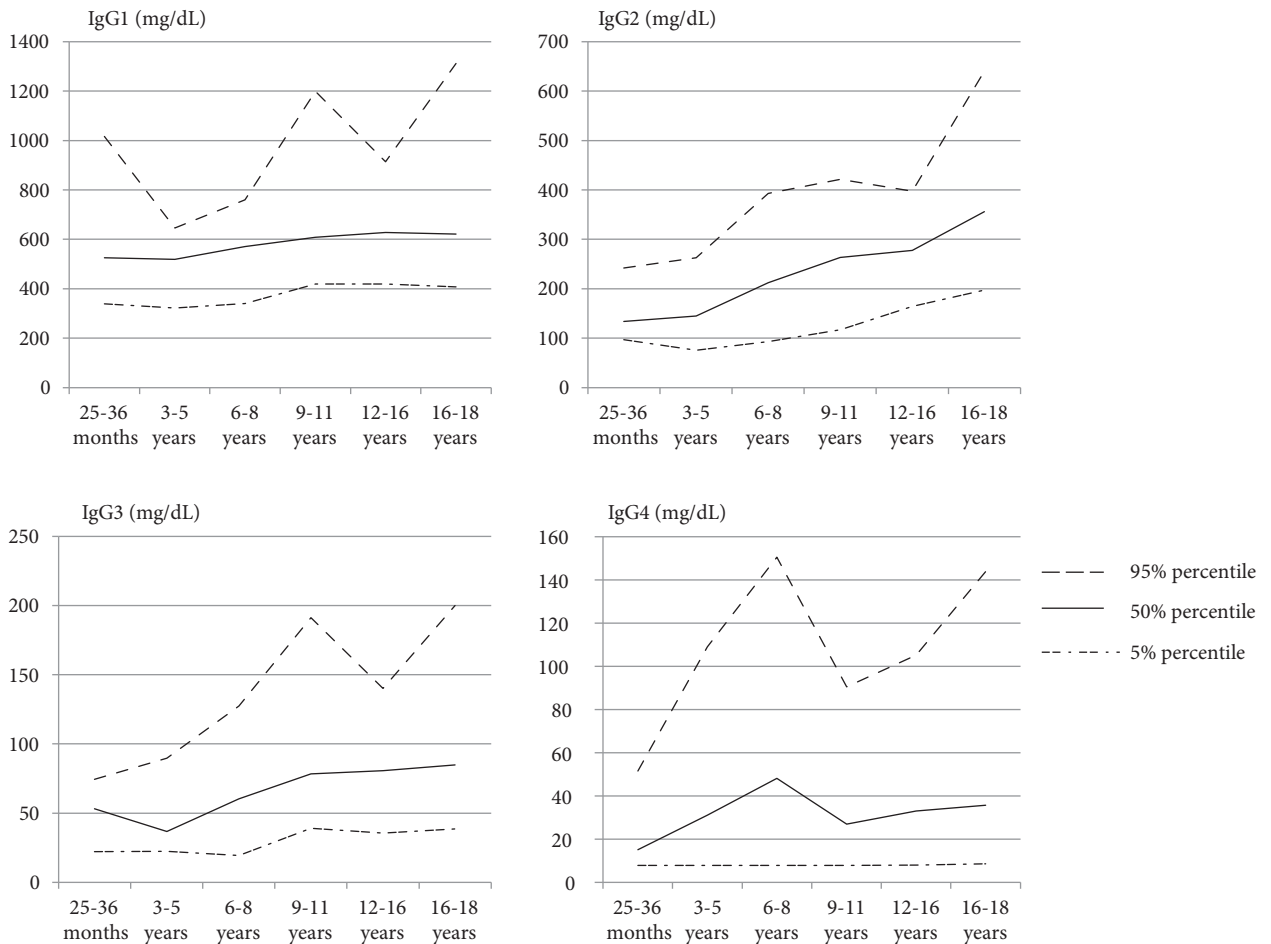 IgG1 (mg/dL)
1400
1200
1000
800
600
400
200
0
25-36 3-5 6-8 9-11 12-16 16-18
months years years years years years
IgG2 (mg/dL)
700
600
500
400
300
200
100
0
25-36 3-5 6-8 9-11 12-16 16-18
months years years years years years
IgG3 (mg/dL)
250
200
150
100
50
0
25-36 3-5 6-8 9-11 12-16 16-18
months years years years years years
IgG4 (mg/dL)
160
140
120
100
80
60
40
20
0
25-36 3-5 6-8 9-11 12-16 16-18
months years years years years years
95% percentile
50% percentile
5% percentile